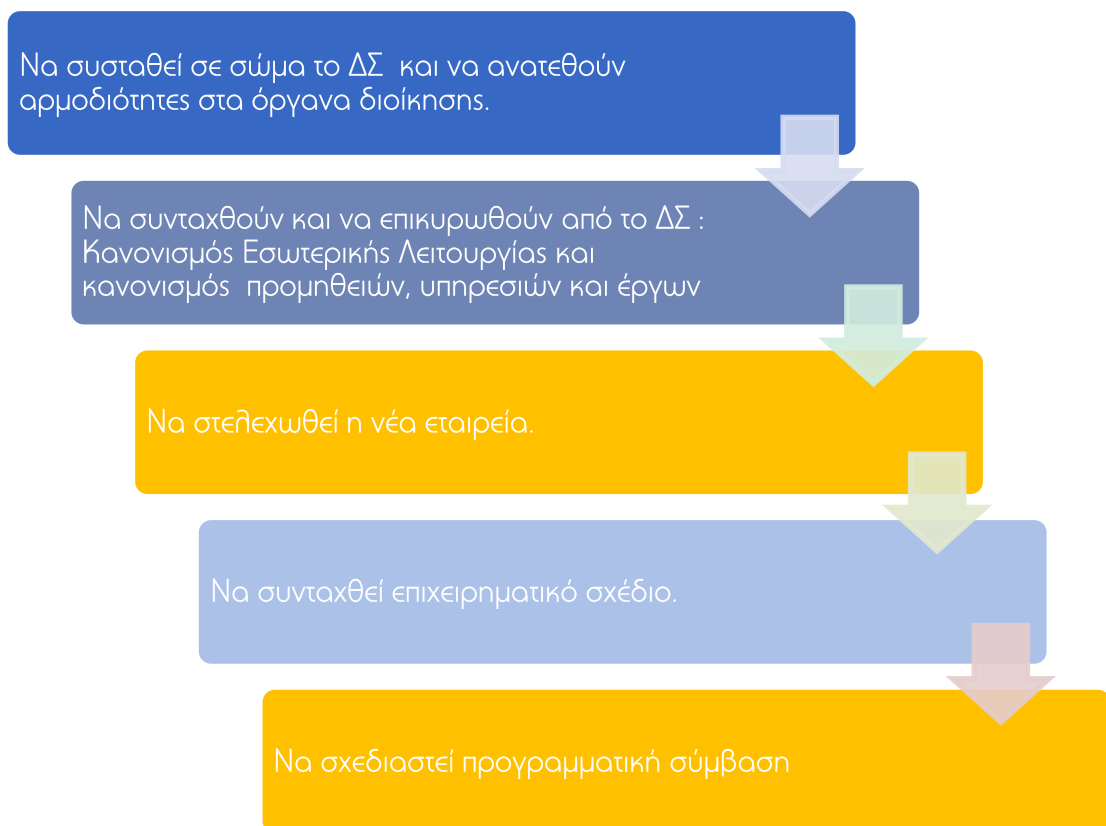 Να συσταθεί σε σώμα το ΔΣ και να ανατεθούν
αρμοδιότητες στα όργανα διοίκησης.
Να συνταχθούν και να επικυρωθούν από το ΔΣ :
Κανονισμός Εσωτερικής Λειτουργίας και
κανονισμός προμηθειών, υπηρεσιών και έργων
Να στελεχωθεί η νέα εταιρεία.
Να συνταχθεί επιχειρηματικό σχέδιο.
Να σχεδιαστεί προγραμματική σύμβαση